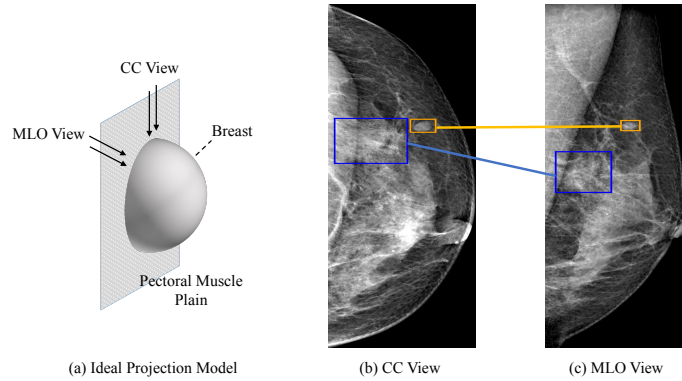 CC View
MLO View
Breast
Pectoral Muscle
Plain
(a) Ideal Projection Model
(b) CC View
(c) MLO View